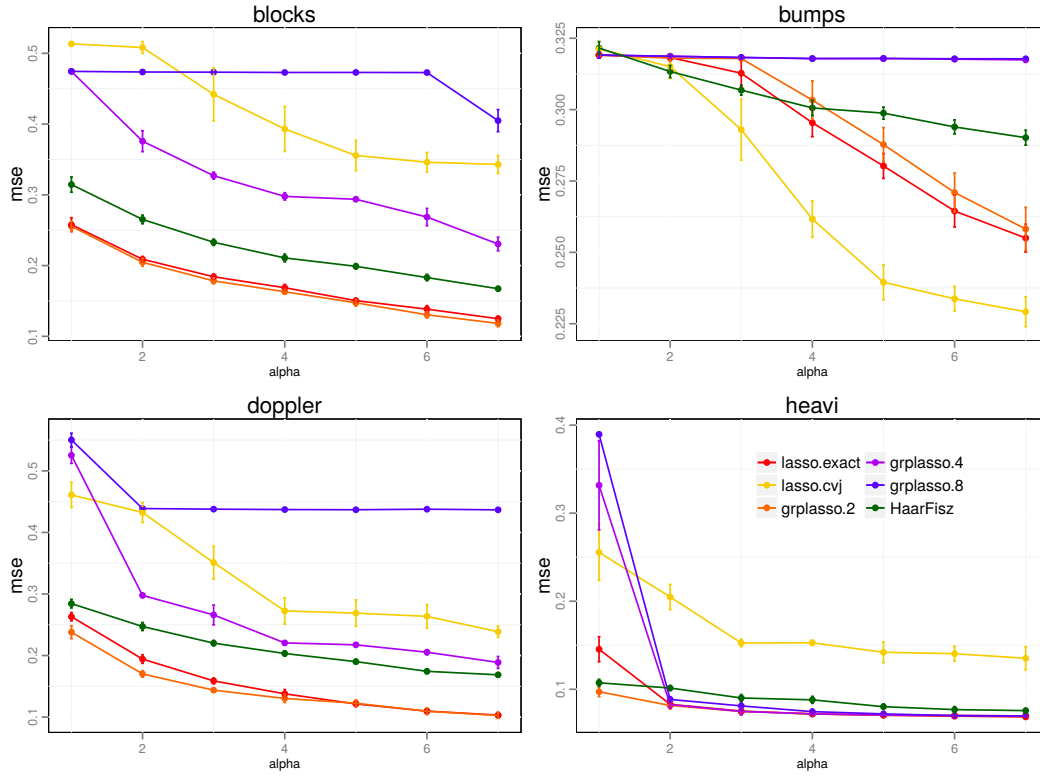 blocks
0.5
0.4
0.3
0.2
0.1
mse
2
4
6
alpha
bumps
0.325
0.300
0.275
0.250
0.225
mse
2
4
6
alpha
doppler
0.5
0.4
0.3
0.2
0.1
mse
2
4
6
alpha
heavi
0.4
0.3
0.2
0.1
mse
lasso.exact
lasso.cvj
grplasso.2
grplasso.4
grplasso.8
HaarFisz
2
4
6
alpha